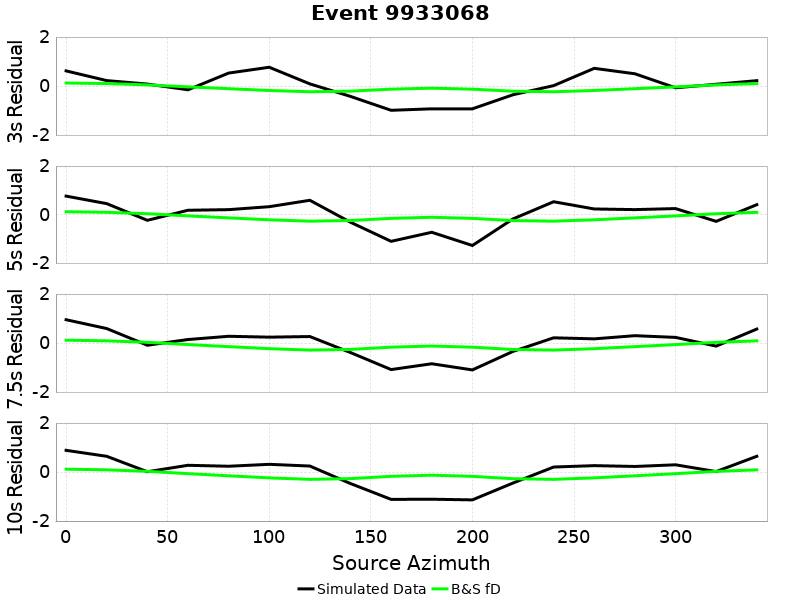 Event 9933068
3s Residual
2
0
-2
5s Residual
2
0
-2
7.5s Residual
2
0
-2
10s Residual
2
0
-2
0 50 100 150 200 250 300
Source Azimuth
Simulated Data B&S fD